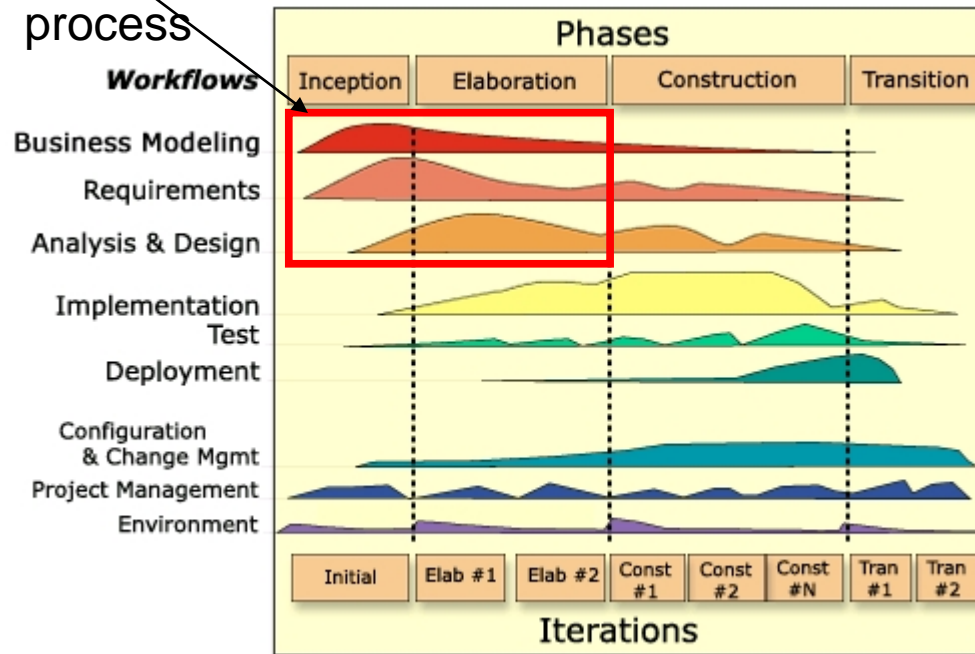 process
Phases
Workflows Inception Elaboration Construction Transition
Business Modeling
Requirements
Analysis & Design
Implementation
Test
Deployment
Configuration
& Change Mgmt
Project Management
Environment
Initial Elab #1 Elab #2 Const #1 Const #2 Const #N Tran #1 Tran #2
Iterations